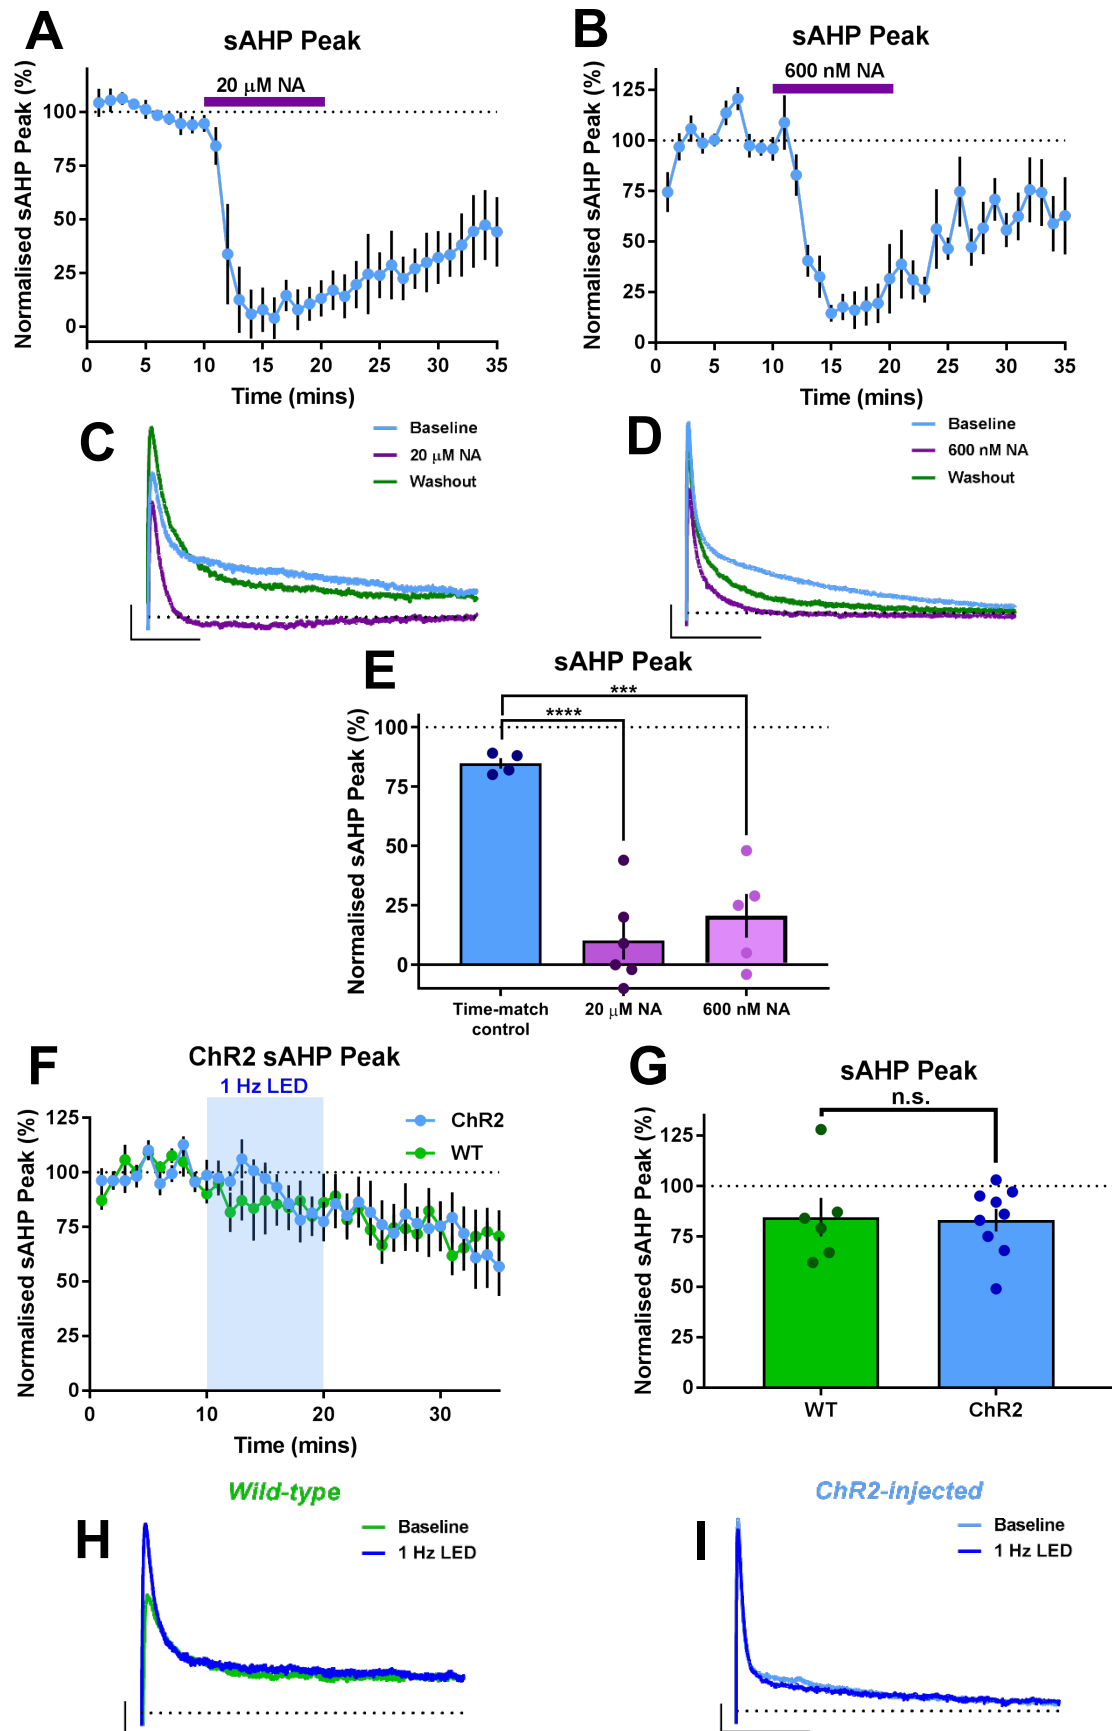 A
sAHP Peak
Normalised sAHP Peak (%)
20 µM NA
100
75
50
25
0
0 5 10 15 20 25 30 35
Time (mins)
B
sAHP Peak
Normalised sAHP Peak (%)
600 nM NA
125
100
75
50
25
0
0 5 10 15 20 25 30 35
Time (mins)
C
Baseline
20 µM NA
Washout
D
Baseline
600 nM NA
Washout
E
sAHP Peak
Normalised sAHP Peak (%)
***
****
100
75
50
25
0
Time-match
control
20 µM NA
600 nM NA
F
ChR2 sAHP Peak
1 Hz LED
Normalised sAHP Peak (%)
ChR2
WT
125
100
75
50
25
0
0 10 20 30
Time (mins)
G
sAHP Peak
n.s.
Normalised sAHP Peak (%)
125
100
75
50
25
0
WT
ChR2
Wild-type
H
Baseline
1 Hz LED
ChR2-injected
I
Baseline
1 Hz LED